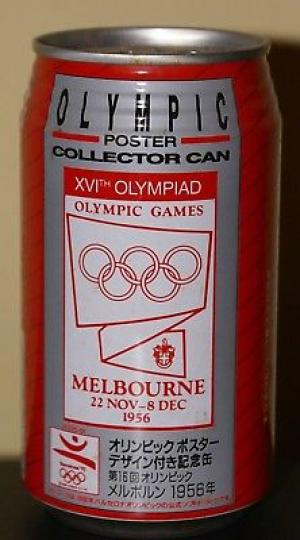 OLYMPIC
POSTER
COLLECTOR CAN
XVITH OLYMPIAD
OLYMPIC GAMES
MELBOURNE
22 NOV–8 DEC
1956
オリンピック ポスター
デザイン付き記念缶
第16回 オリンピック
メルボルン 1956年